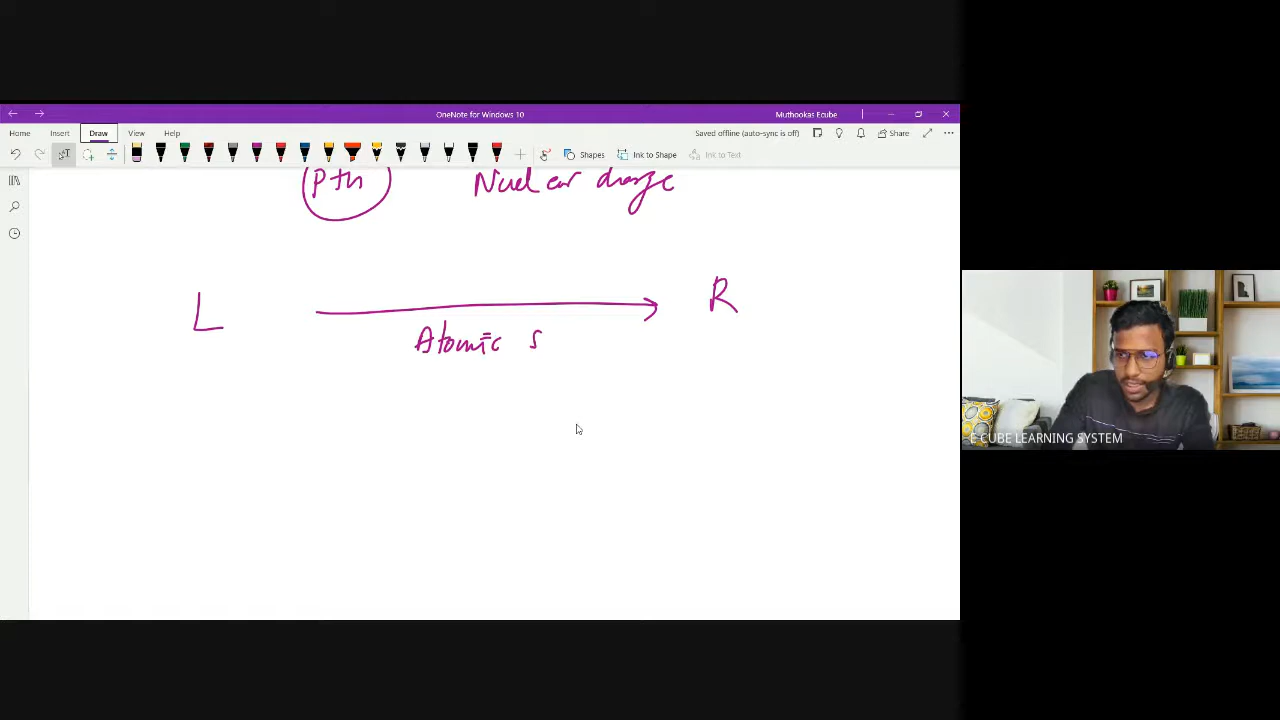 OneNote for Windows 10
Muthookas Ecube
Home Insert Draw View Help
Saved offline (auto-sync is off)
Share
Shapes
Ink to Shape
Ink to Text
P+n Nuclear charge
L R
Atomic s
E CUBE LEARNING SYSTEM